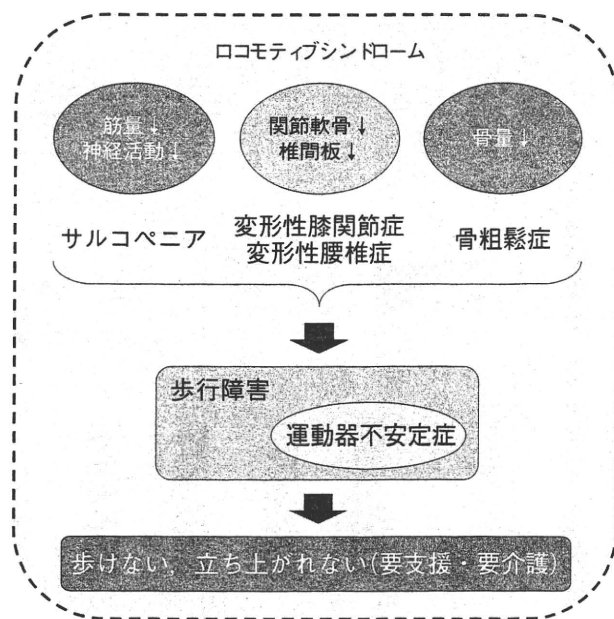 ロコモティブシンドローム
筋量↓
神経活動↓
関節軟骨↓
椎間板↓
骨量↓
サルコペニア
変形性膝関節症
変形性腰椎症
骨粗鬆症
歩行障害
運動器不安定症
歩けない，立ち上がれない(要支援・要介護)